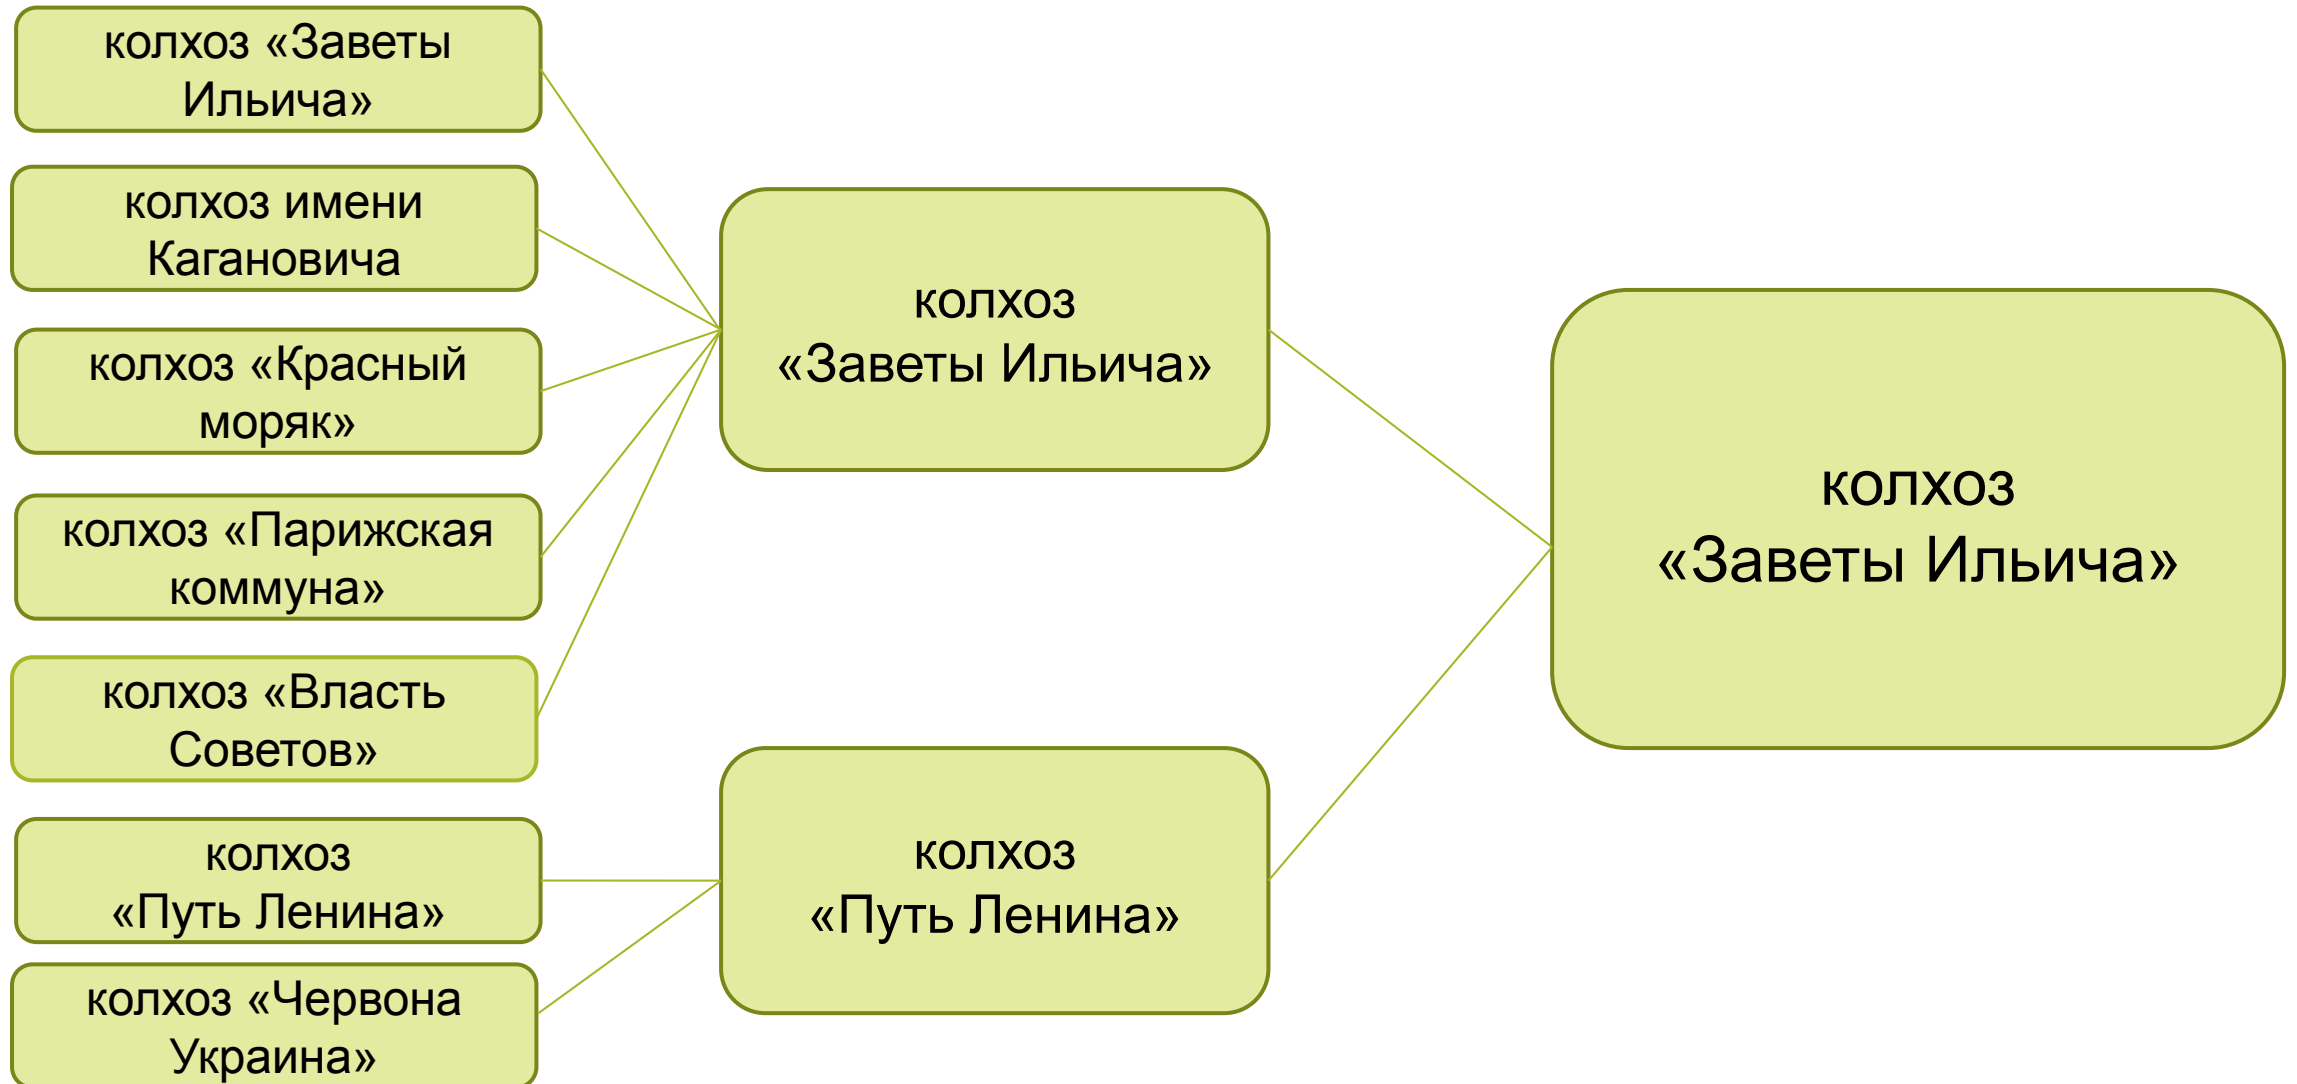 колхоз «Заветы
Ильича»
колхоз имени
Кагановича
колхоз «Красный
моряк»
колхоз «Парижская
коммуна»
колхоз «Власть
Советов»
колхоз
«Путь Ленина»
колхоз «Червона
Украина»
колхоз
«Заветы Ильича»
колхоз
«Путь Ленина»
колхоз
«Заветы Ильича»